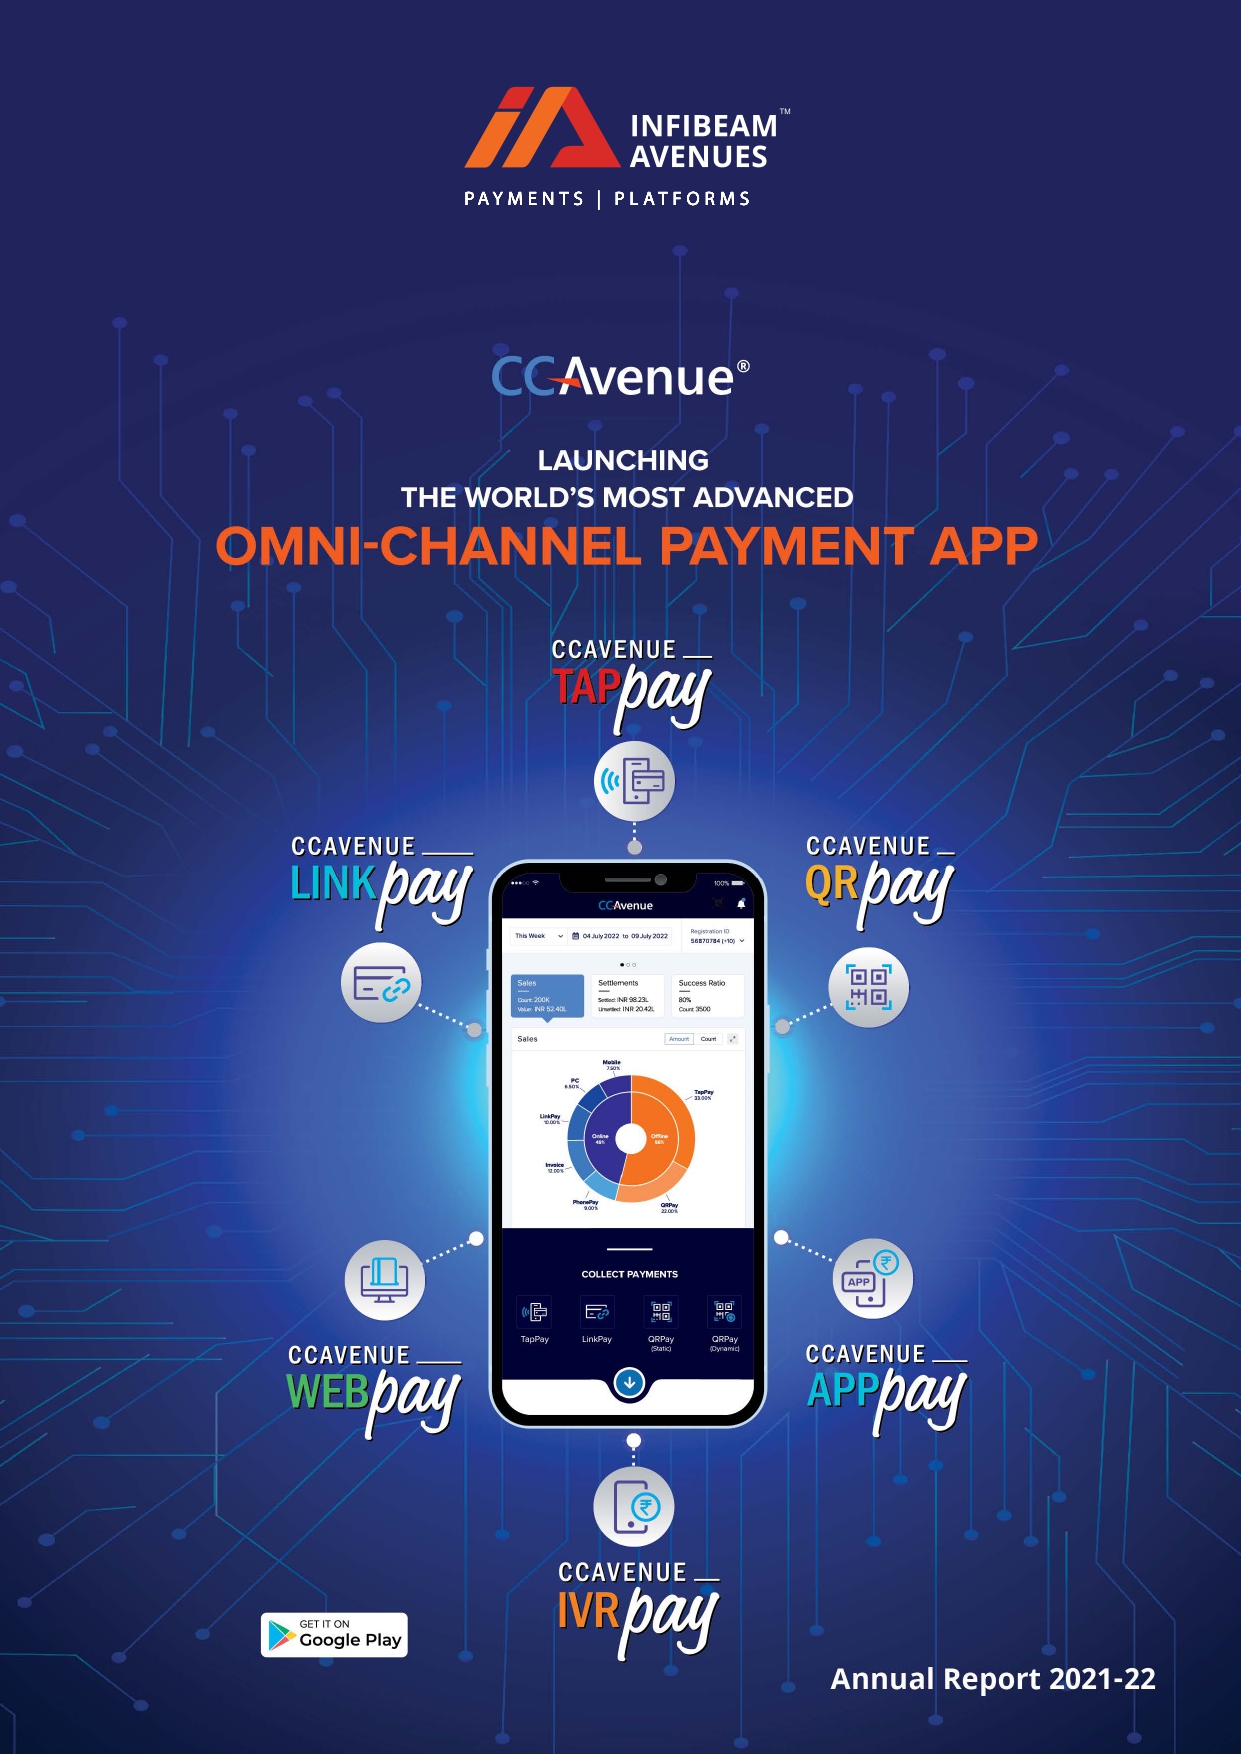 INFIBEAM™
AVENUES
PAYMENTS | PLATFORMS
CCAvenue®
LAUNCHING
THE WORLD'S MOST ADVANCED
OMNI-CHANNEL PAYMENT APP
CCAVENUE
TAPpay
CCAVENUE
LINKpay
CCAVENUE
QRpay
100%
CCAvenue
This Week
04 July 2022 to 09 July 2022
Registration ID
56870784 (+10)
Sales
Count: 200K
Value: INR 52.40L
Settlements
Settled: INR 98.23L
Unsettled: INR 20.42L
Success Ratio
80%
Count 3500
Sales
Amount
Count
Mobile
7.50%
PC
6.50%
TapPay
33.00%
LinkPay
10.00%
Online
45%
Offline
Invoice
12.00%
PhonePay
9.00%
QRPay
22.00%
COLLECT PAYMENTS
TapPay
LinkPay
QRPay
(Static)
QRPay
(Dynamic)
APP
CCAVENUE
WEBpay
CCAVENUE
APPpay
CCAVENUE
IVRpay
GET IT ON
Google Play
Annual Report 2021-22